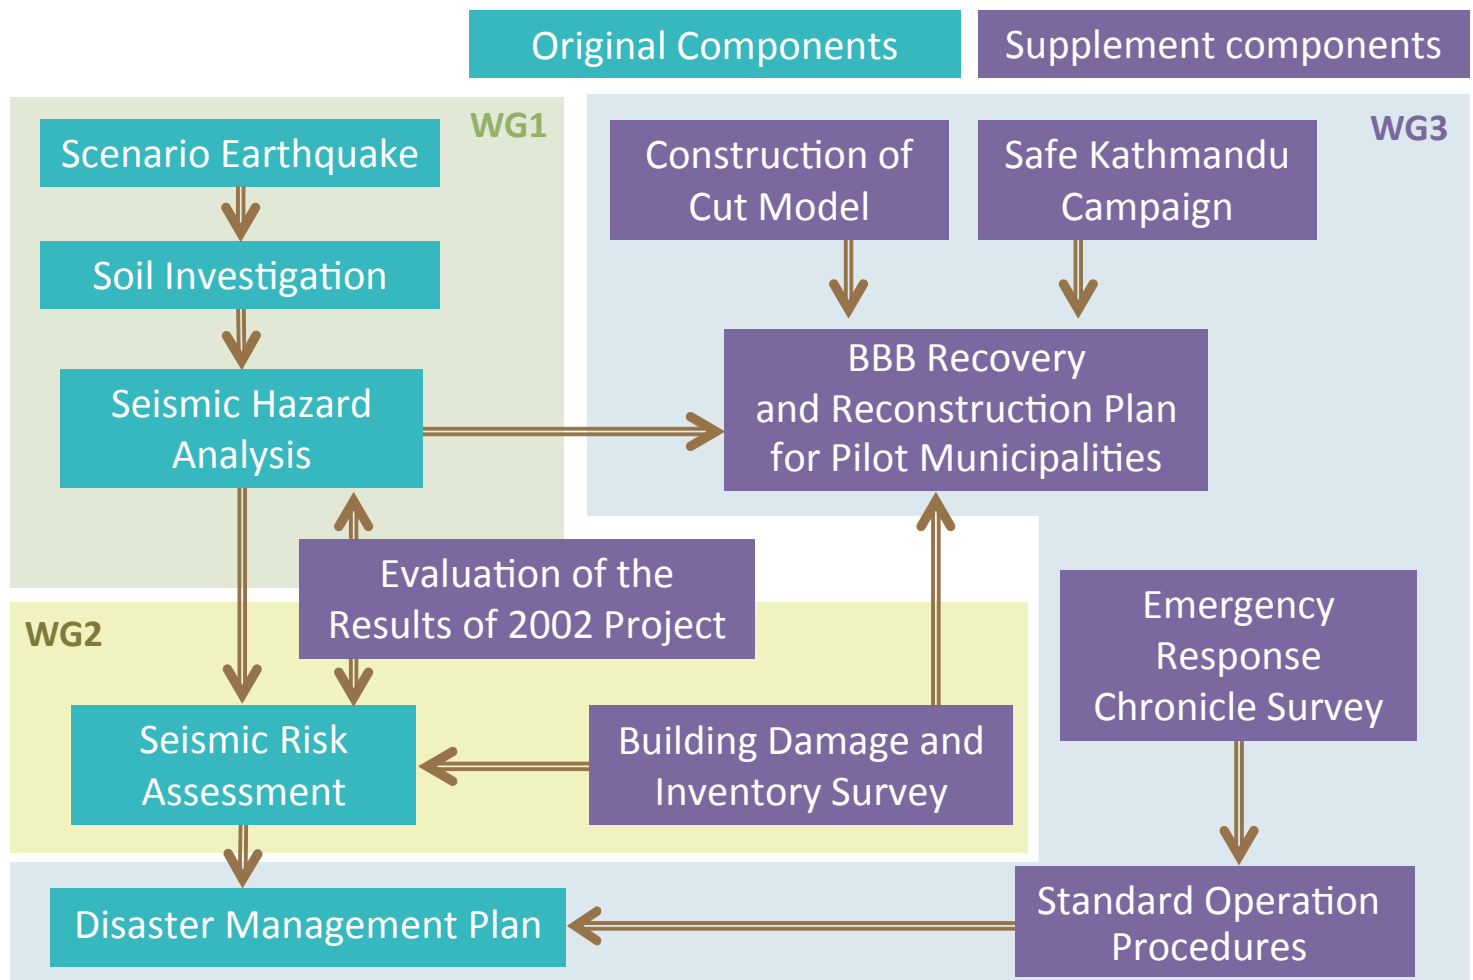 Original Components
Supplement components
WG1
Scenario Earthquake
Soil Investigation
Seismic Hazard
Analysis
WG3
Construction of
Cut Model
Safe Kathmandu
Campaign
BBB Recovery
and Reconstruction Plan
for Pilot Municipalities
Evaluation of the
Results of 2002 Project
WG2
Seismic Risk
Assessment
Building Damage and
Inventory Survey
Emergency
Response
Chronicle Survey
Disaster Management Plan
Standard Operation
Procedures